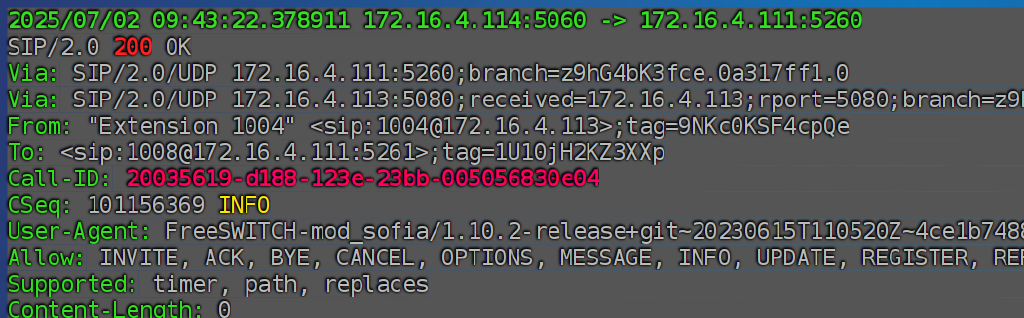 2025/07/02 09:43:22.378911 172.16.4.114:5060 -> 172.16.4.111:5260
SIP/2.0 200 OK
Via: SIP/2.0/UDP 172.16.4.111:5260;branch=z9hG4bK3fce.0a317ff1.0
Via: SIP/2.0/UDP 172.16.4.113:5080;received=172.16.4.113;rport=5080;branch=z9
From: "Extension 1004" <sip:1004@172.16.4.113>;tag=9NKc0KSF4cpQe
To: <sip:1008@172.16.4.111:5261>;tag=1U10jH2KZ3XXp
Call-ID: 20035619-d188-123e-23bb-005056830e04
CSeq: 101156369 INFO
User-Agent: FreeSWITCH-mod_sofia/1.10.2-release+git~20230615T110520Z~4ce1b7488
Allow: INVITE, ACK, BYE, CANCEL, OPTIONS, MESSAGE, INFO, UPDATE, REGISTER, REF
Supported: timer, path, replaces
Content-Length: 0